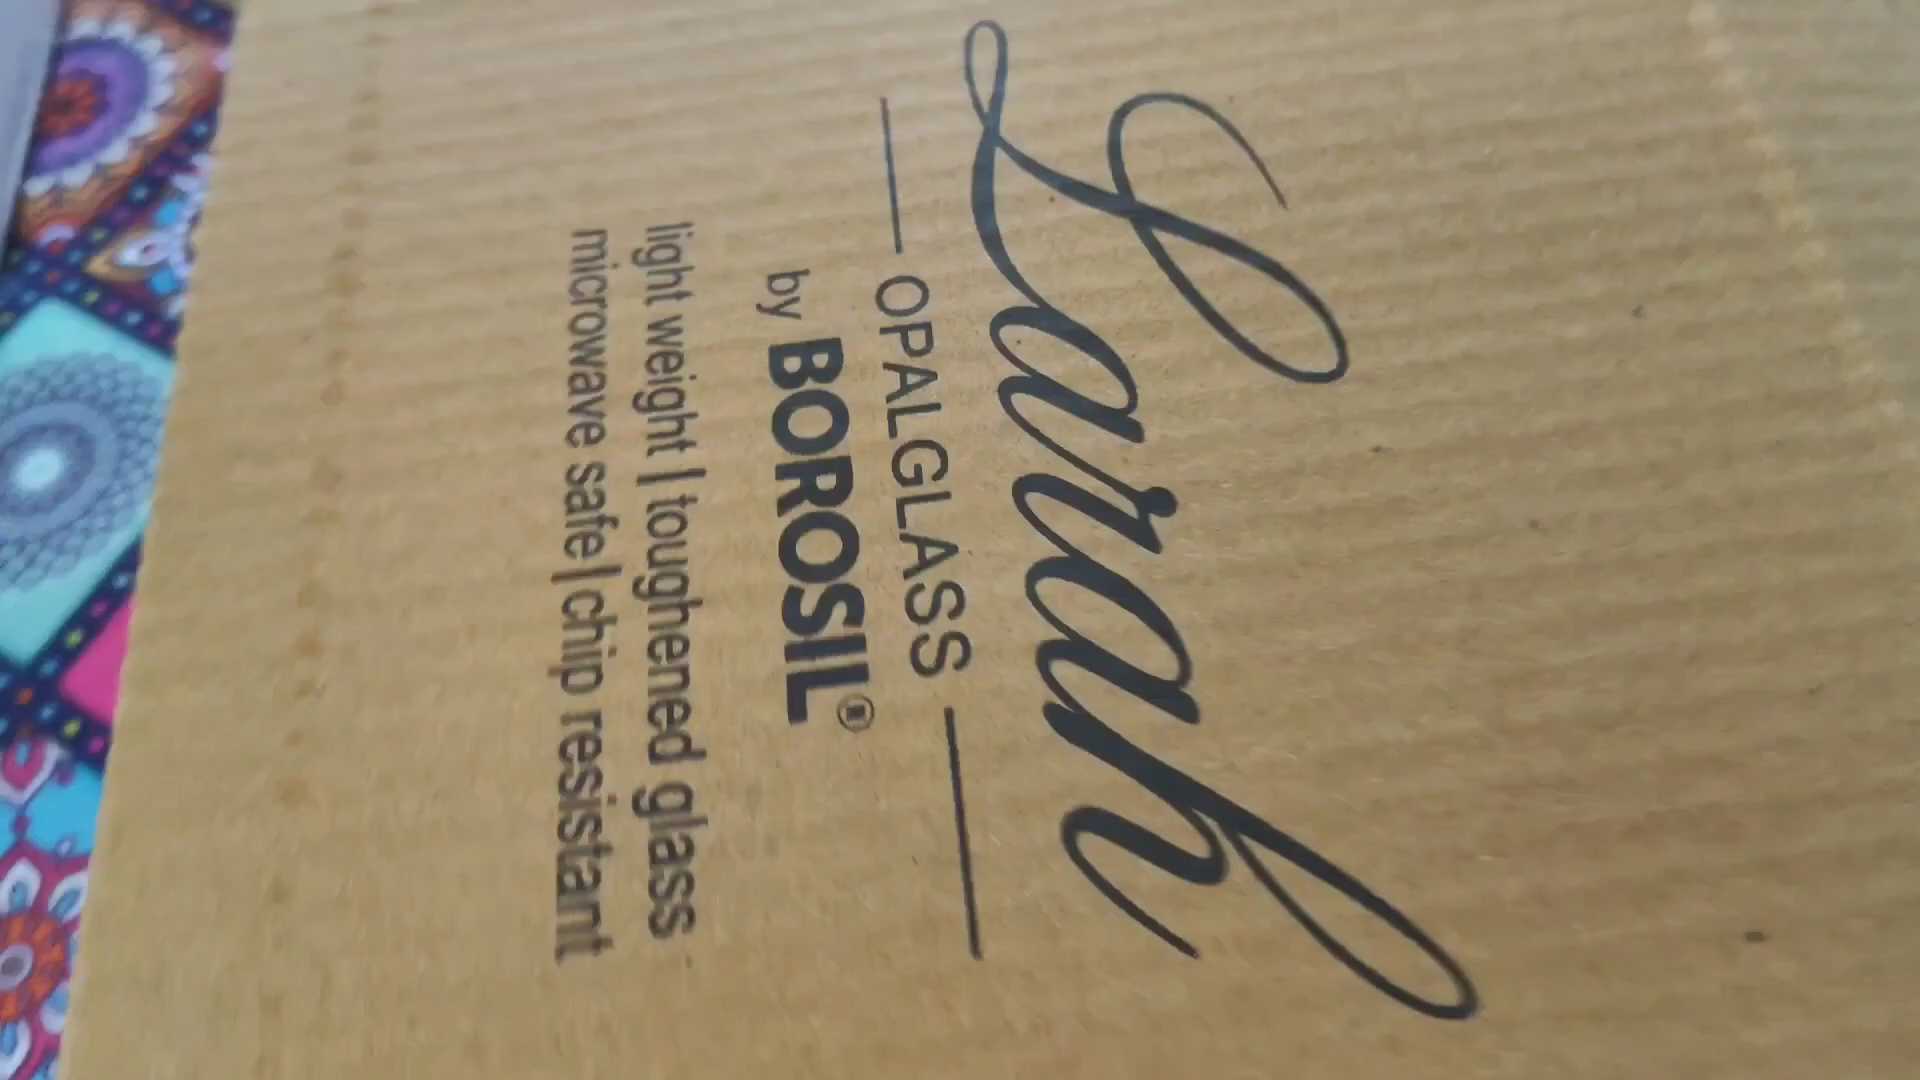 Larah
OPALGLASS
by BOROSIL®
light weight | toughened glass
microwave safe | chip resistant